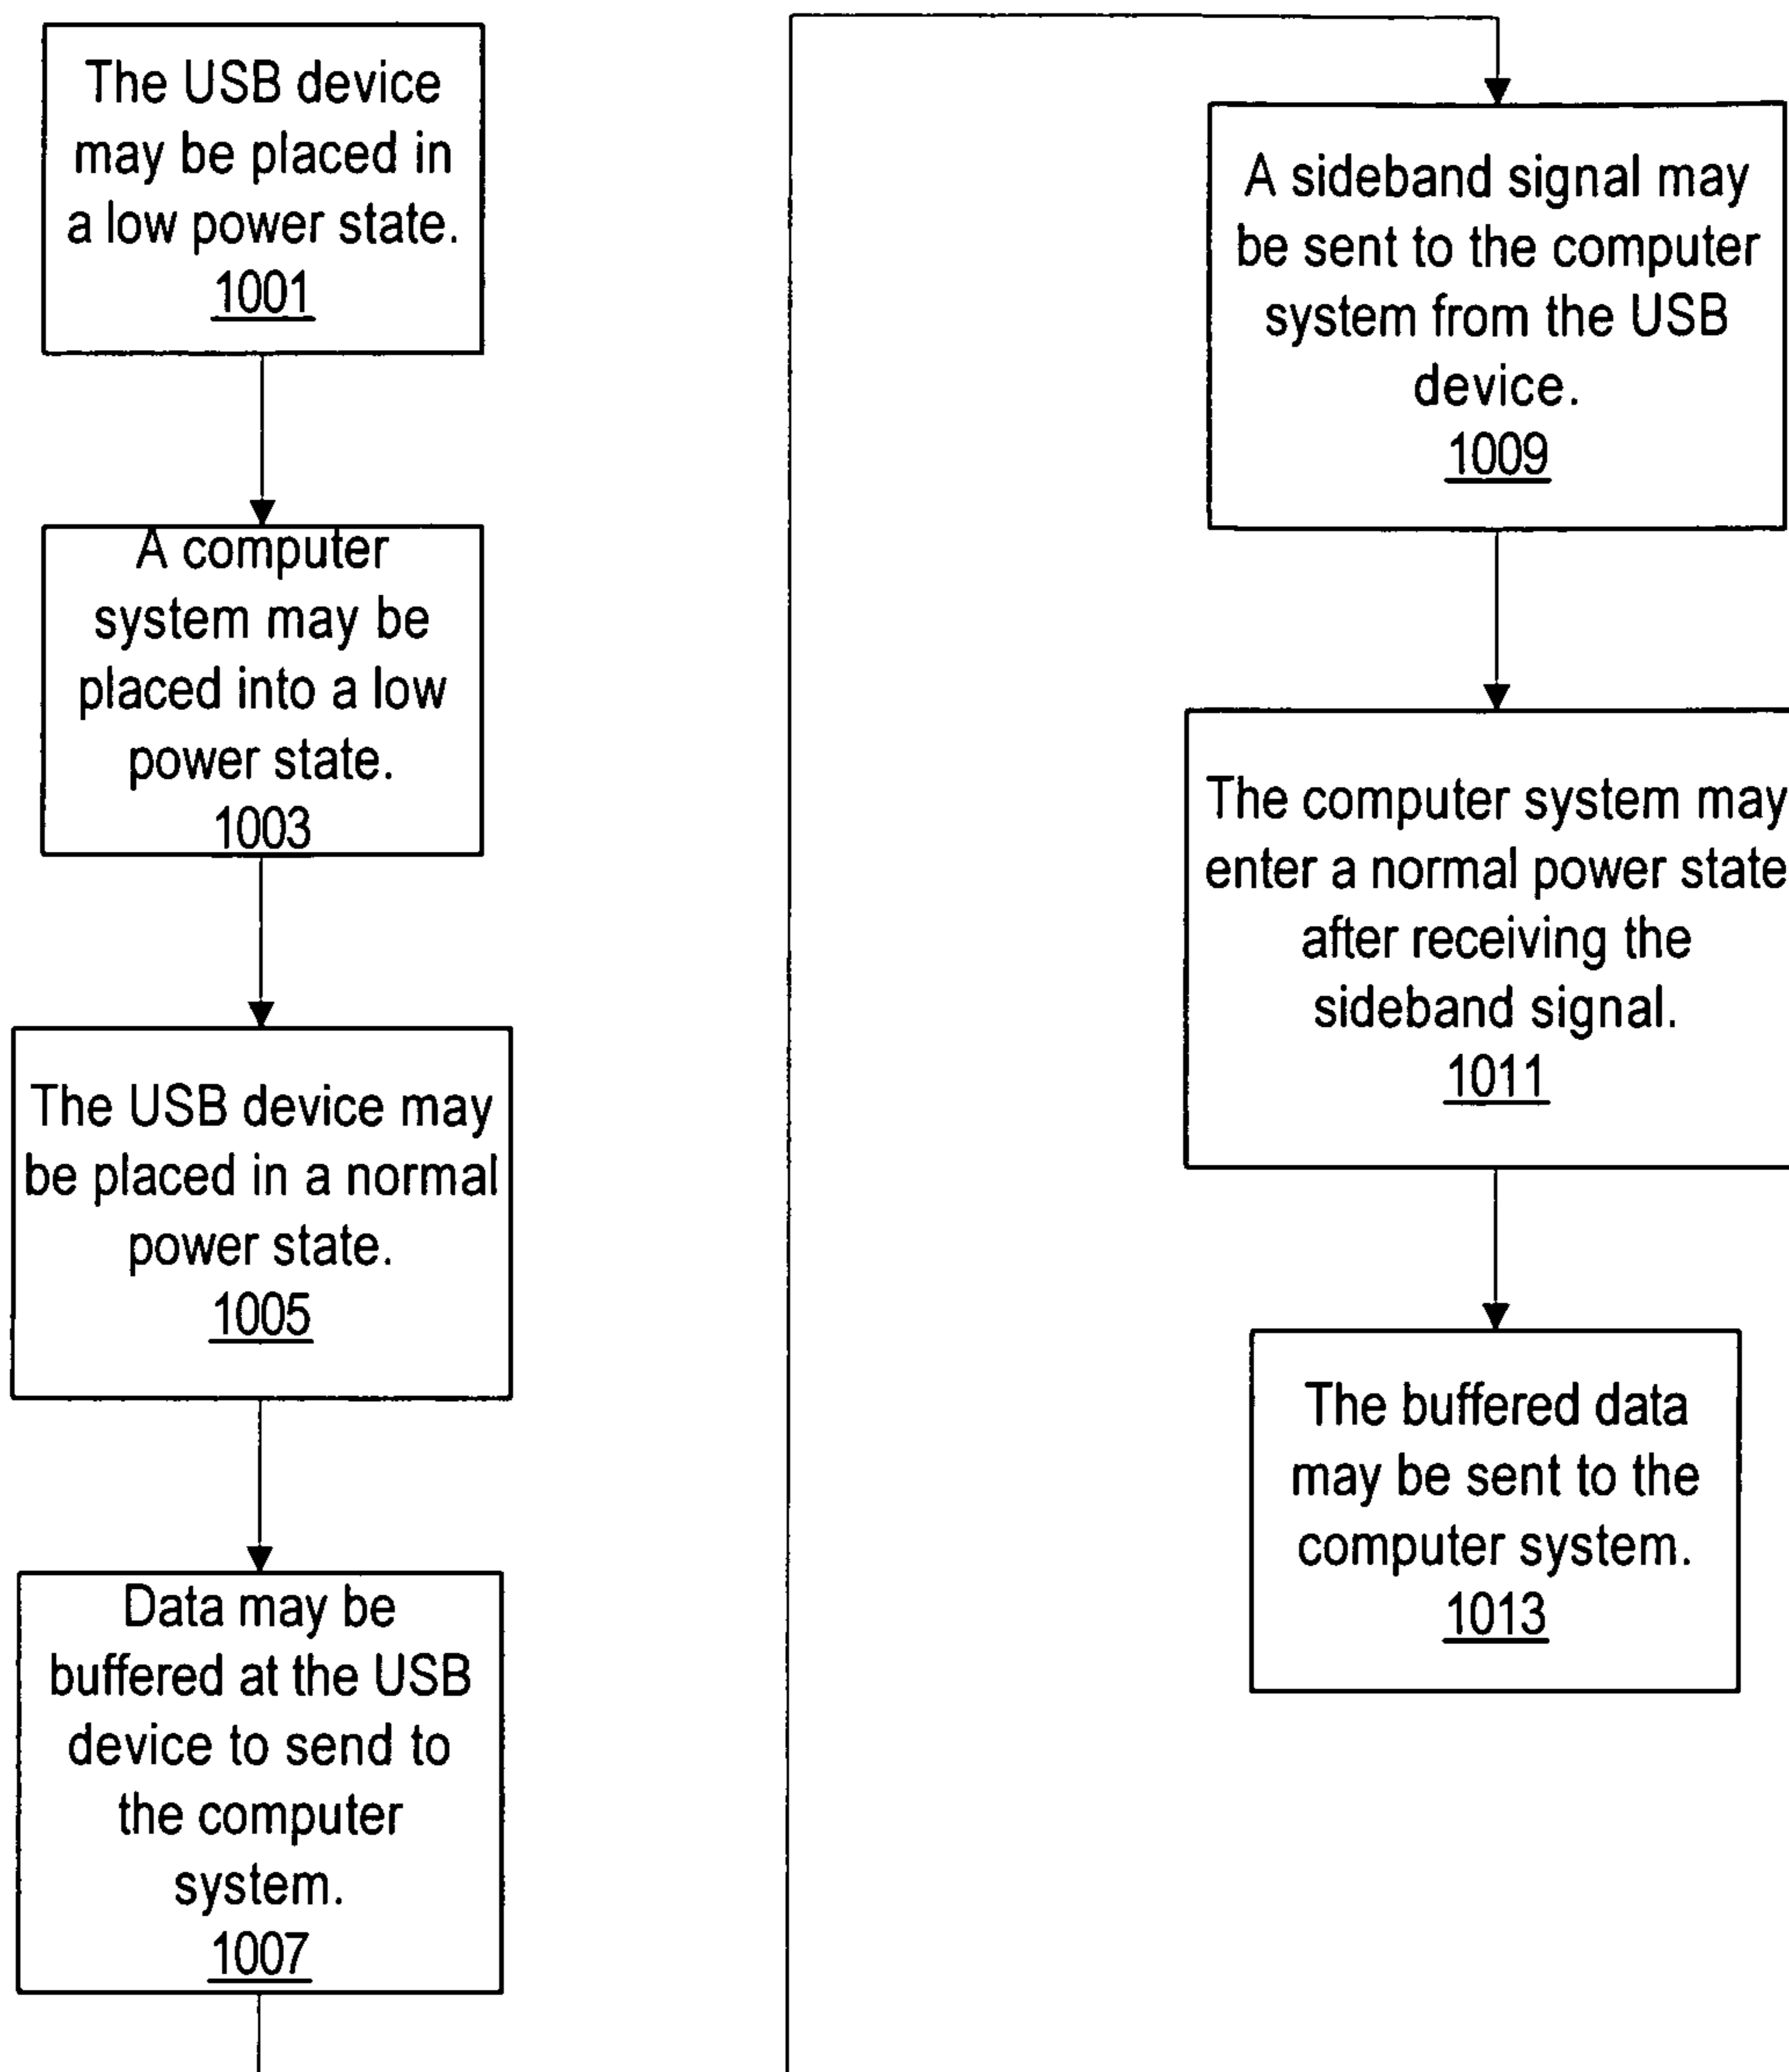 The USB device
may be placed in
a low power state.
1001
A computer
system may be
placed into a low
power state.
1003
The USB device may
be placed in a normal
power state.
1005
Data may be
buffered at the USB
device to send to
the computer
system.
1007
A sideband signal may
be sent to the computer
system from the USB
device.
1009
The computer system may
enter a normal power state
after receiving the
sideband signal.
1011
The buffered data
may be sent to the
computer system.
1013